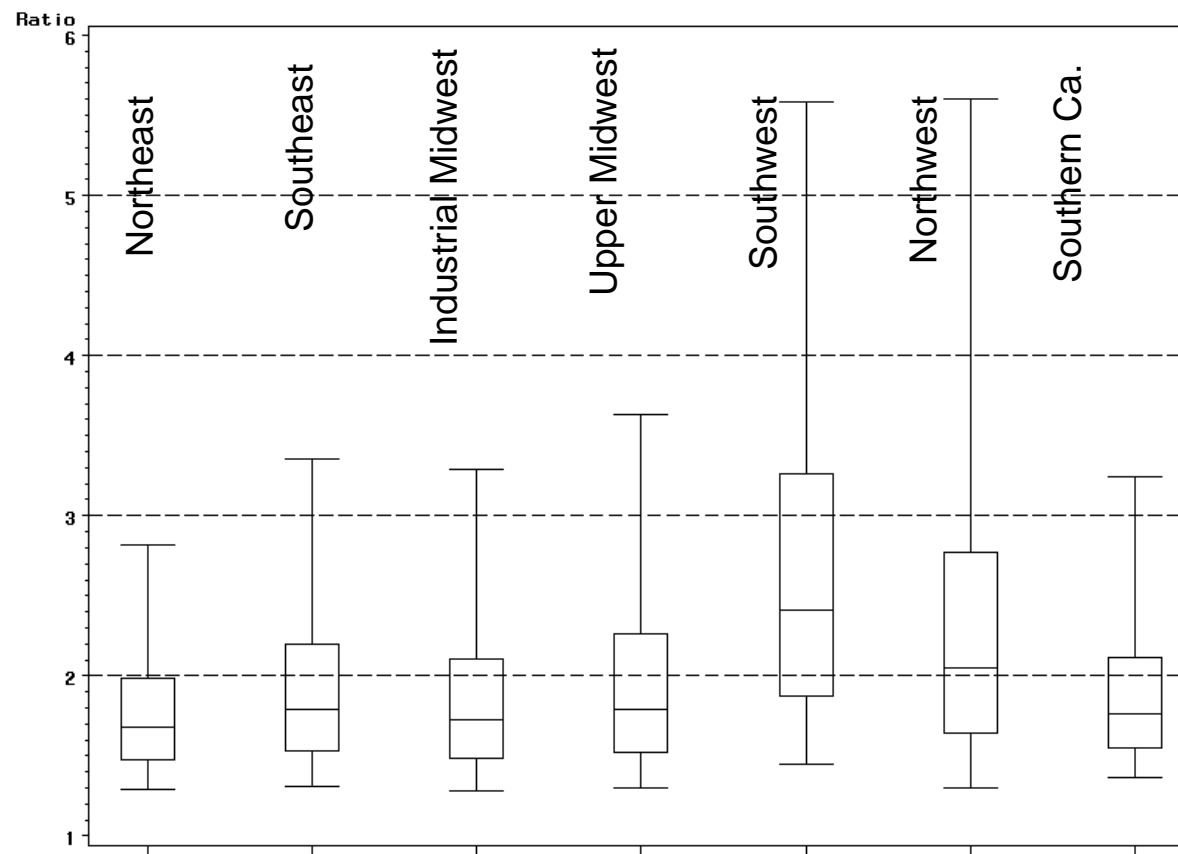 Ratio
6
5
4
3
2
1
Northeast
Southeast
Industrial Midwest
Upper Midwest
Southwest
Northwest
Southern Ca.